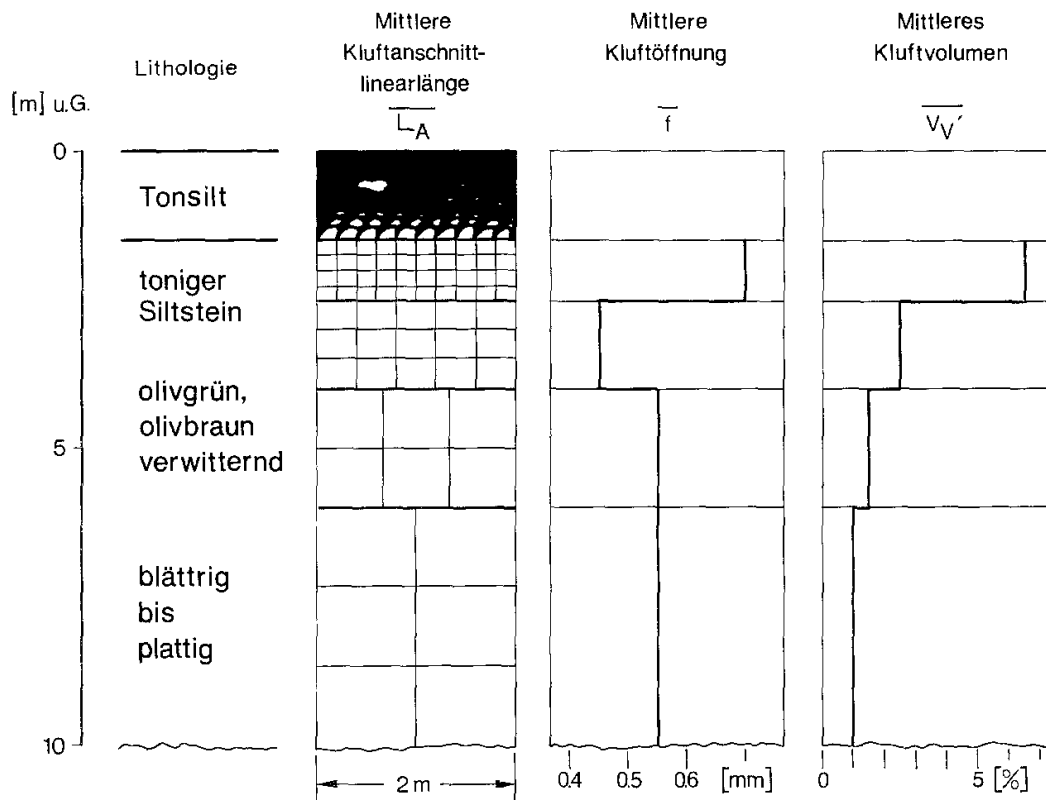 [m] u.G.
Lithologie
Mittlere
Kluftanschnitt-
linearlänge
L_A
Mittlere
Kluftöffnung
f
Mittleres
Kluftvolumen
V_V´
0
Tonsilt
toniger
Siltstein
olivgrün,
olivbraun
verwitternd
5
blättrig
bis
plattig
10
2 m
0.4 0.5 0.6 [mm]
0 5 [%]